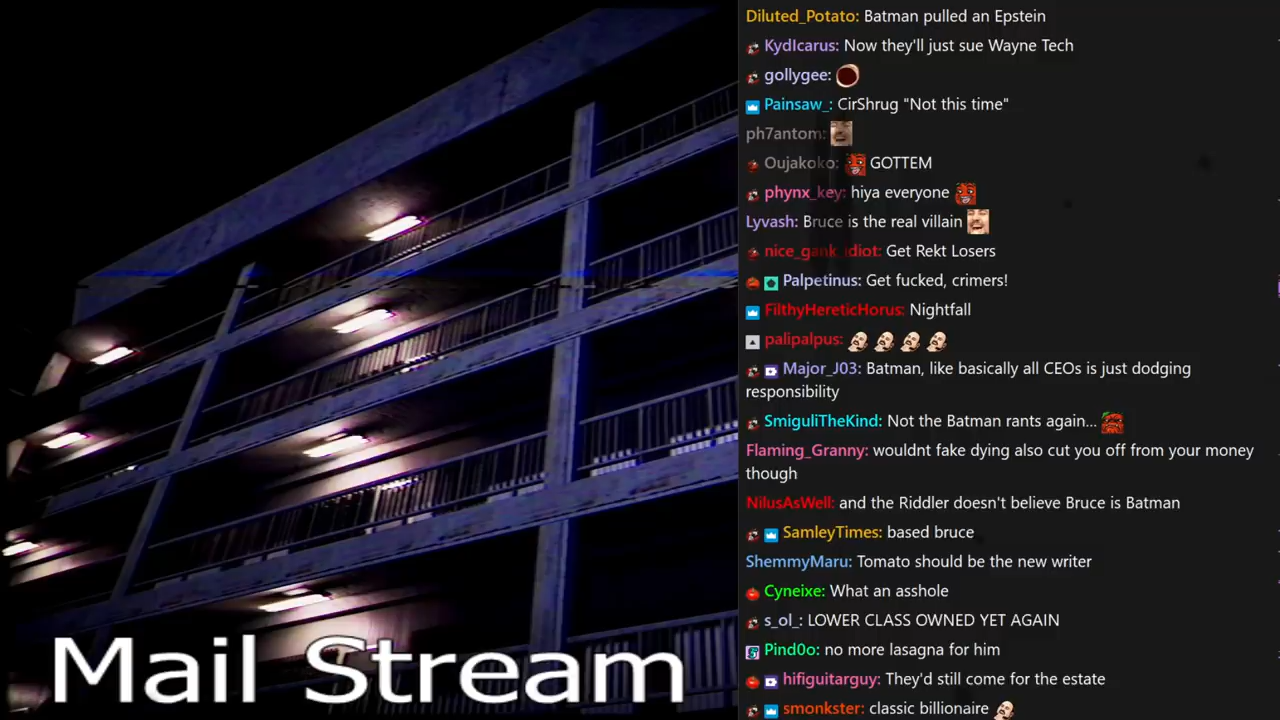 Diluted_Potato: Batman pulled an Epstein
KydIcarus: Now they'll just sue Wayne Tech
gollygee:
Painsaw_: CirShrug "Not this time"
ph7antom:
Oujakoko: GOTTEM
phynx_key: hiya everyone
Lyvash: Bruce is the real villain
nice_gank_idiot: Get Rekt Losers
Palpetinus: Get fucked, crimers!
FilthyHereticHorus: Nightfall
palipalpus:
Major_J03: Batman, like basically all CEOs is just dodging
responsibility
SmiguliTheKind: Not the Batman rants again...
Flaming_Granny: wouldnt fake dying also cut you off from your money
though
NilusAsWell: and the Riddler doesn't believe Bruce is Batman
SamleyTimes: based bruce
ShemmyMaru: Tomato should be the new writer
Cyneixe: What an asshole
s_ol_: LOWER CLASS OWNED YET AGAIN
Pind0o: no more lasagna for him
hifiguitarguy: They'd still come for the estate
smonkster: classic billionaire
Mail Stream